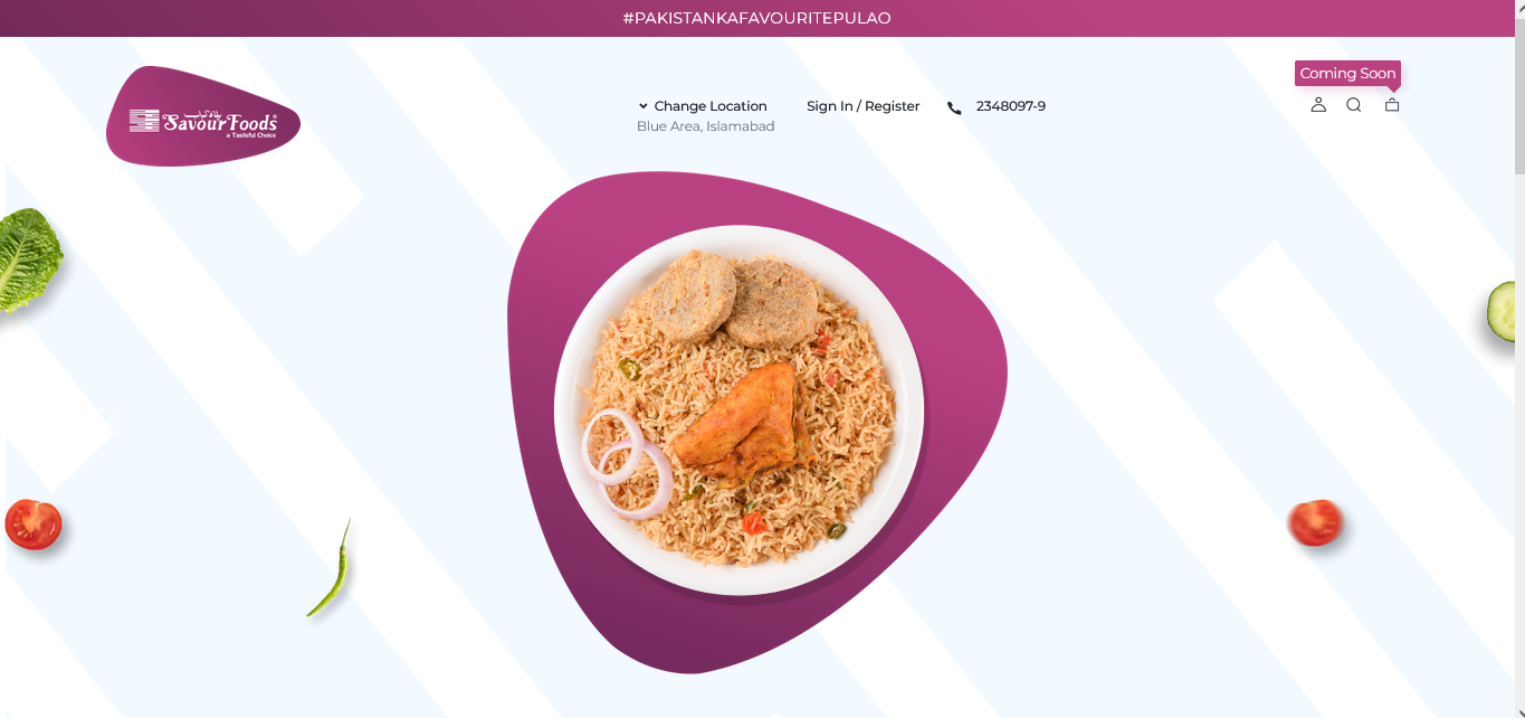 #PAKISTANKAFAVOURITEPULAO
Coming Soon
Savour Foods®
a Tasteful Choice
Change Location
Sign In / Register
2348097-9
Blue Area, Islamabad